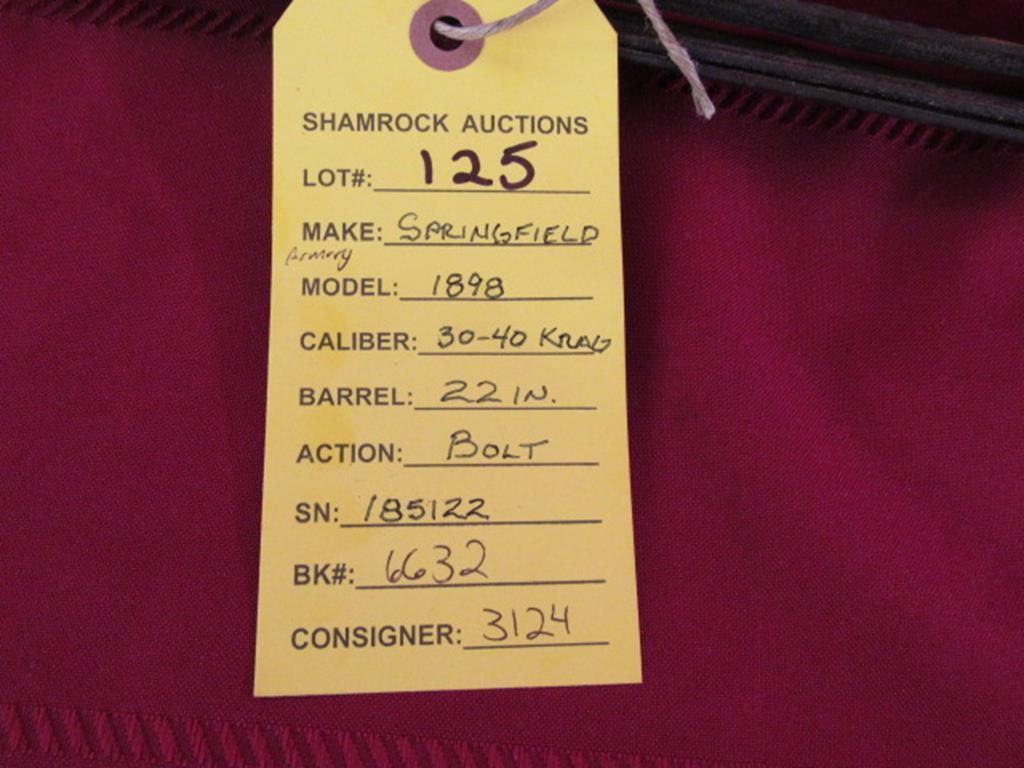 SHAMROCK AUCTIONS
LOT#: 125
MAKE: SPRINGFIELD
Armory
MODEL: 1898
CALIBER: 30-40 KRAG
BARREL: 22 IN.
ACTION: BOLT
SN: 185122
BK#: 6632
CONSIGNER: 3124